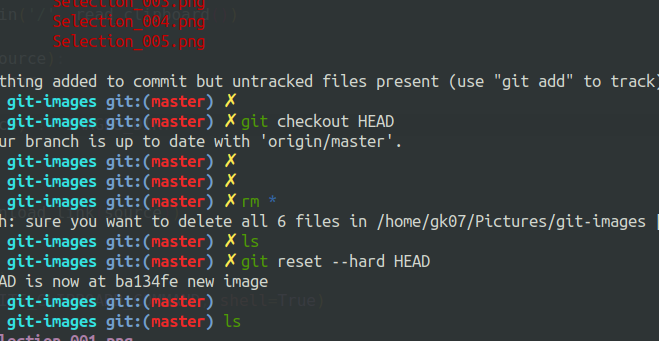 Selection_003.png
Selection_004.png
Selection_005.png
thing added to commit but untracked files present (use "git add" to track)
git-images git:(master) ✗
git-images git:(master) ✗ git checkout HEAD
ur branch is up to date with 'origin/master'.
git-images git:(master) ✗
git-images git:(master) ✗
git-images git:(master) ✗ rm *
h: sure you want to delete all 6 files in /home/gk07/Pictures/git-images [
git-images git:(master) ✗ ls
git-images git:(master) ✗ git reset --hard HEAD
AD is now at ba134fe new image
git-images git:(master)
git-images git:(master) ls
lection_001.png